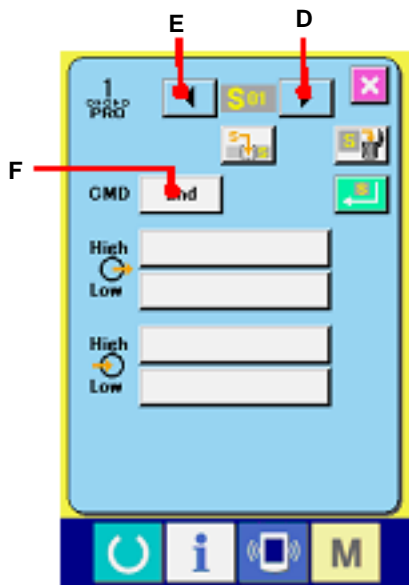 E D
1 S01
PRO
S S S
F
CMD End S
High
Low
High
Low
i M